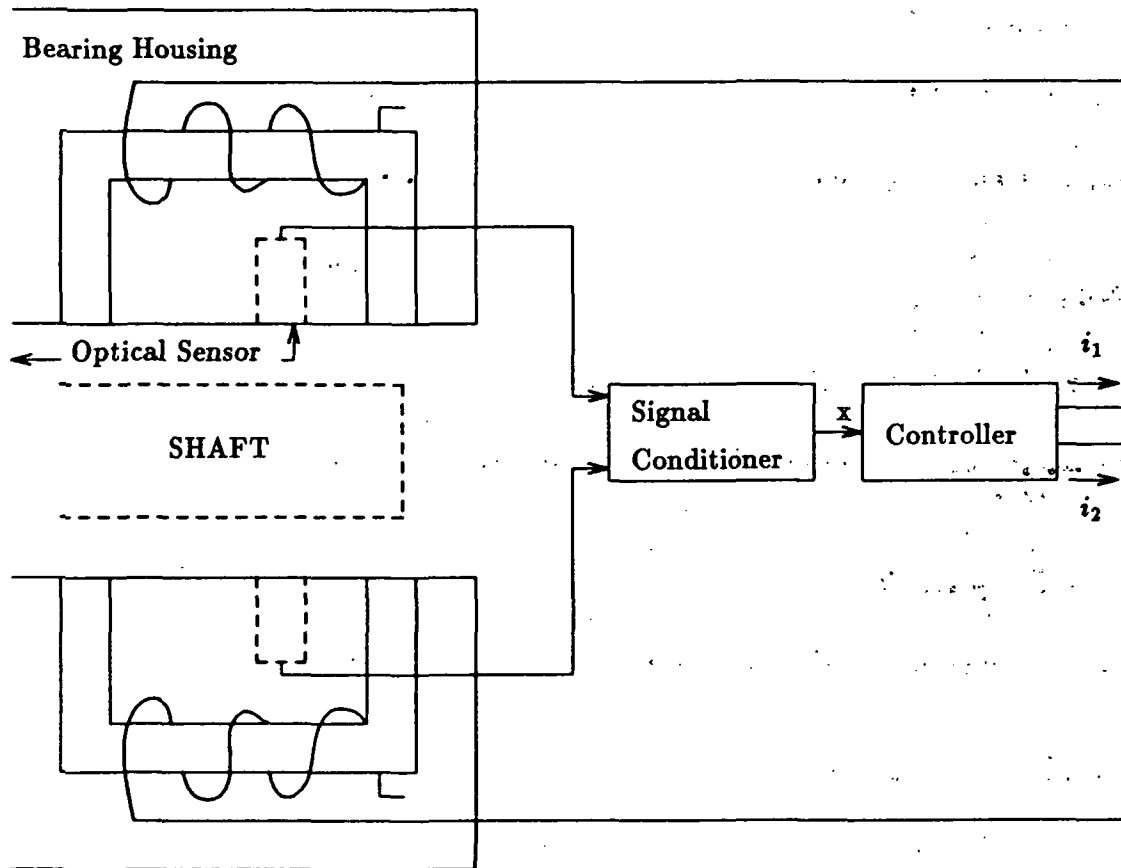 Bearing Housing
Optical Sensor
SHAFT
Signal
Conditioner
x
Controller
i₁
i₂